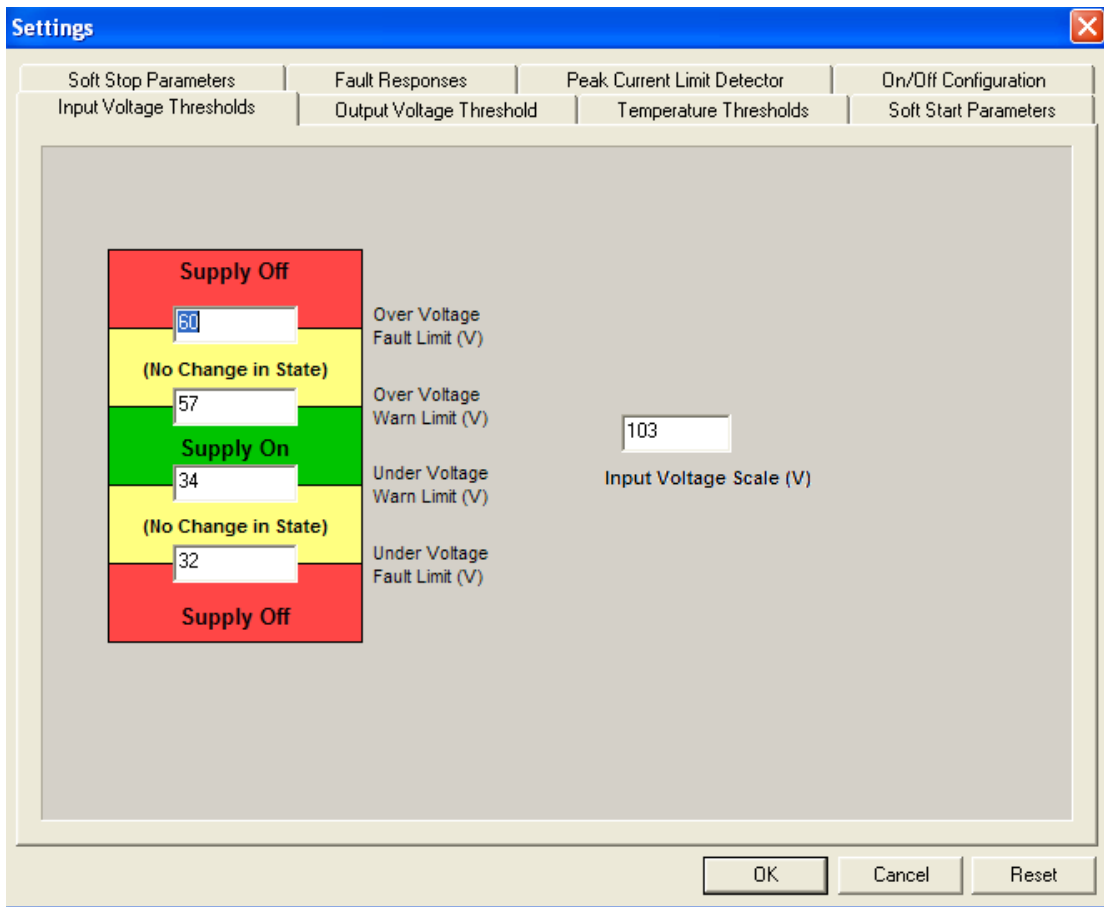 Settings
Soft Stop Parameters
Fault Responses
Peak Current Limit Detector
On/Off Configuration
Input Voltage Thresholds
Output Voltage Threshold
Temperature Thresholds
Soft Start Parameters
Supply Off
60
Over Voltage
Fault Limit (V)
(No Change in State)
57
Over Voltage
Warn Limit (V)
Supply On
34
Under Voltage
Warn Limit (V)
(No Change in State)
32
Under Voltage
Fault Limit (V)
Supply Off
103
Input Voltage Scale (V)
OK
Cancel
Reset